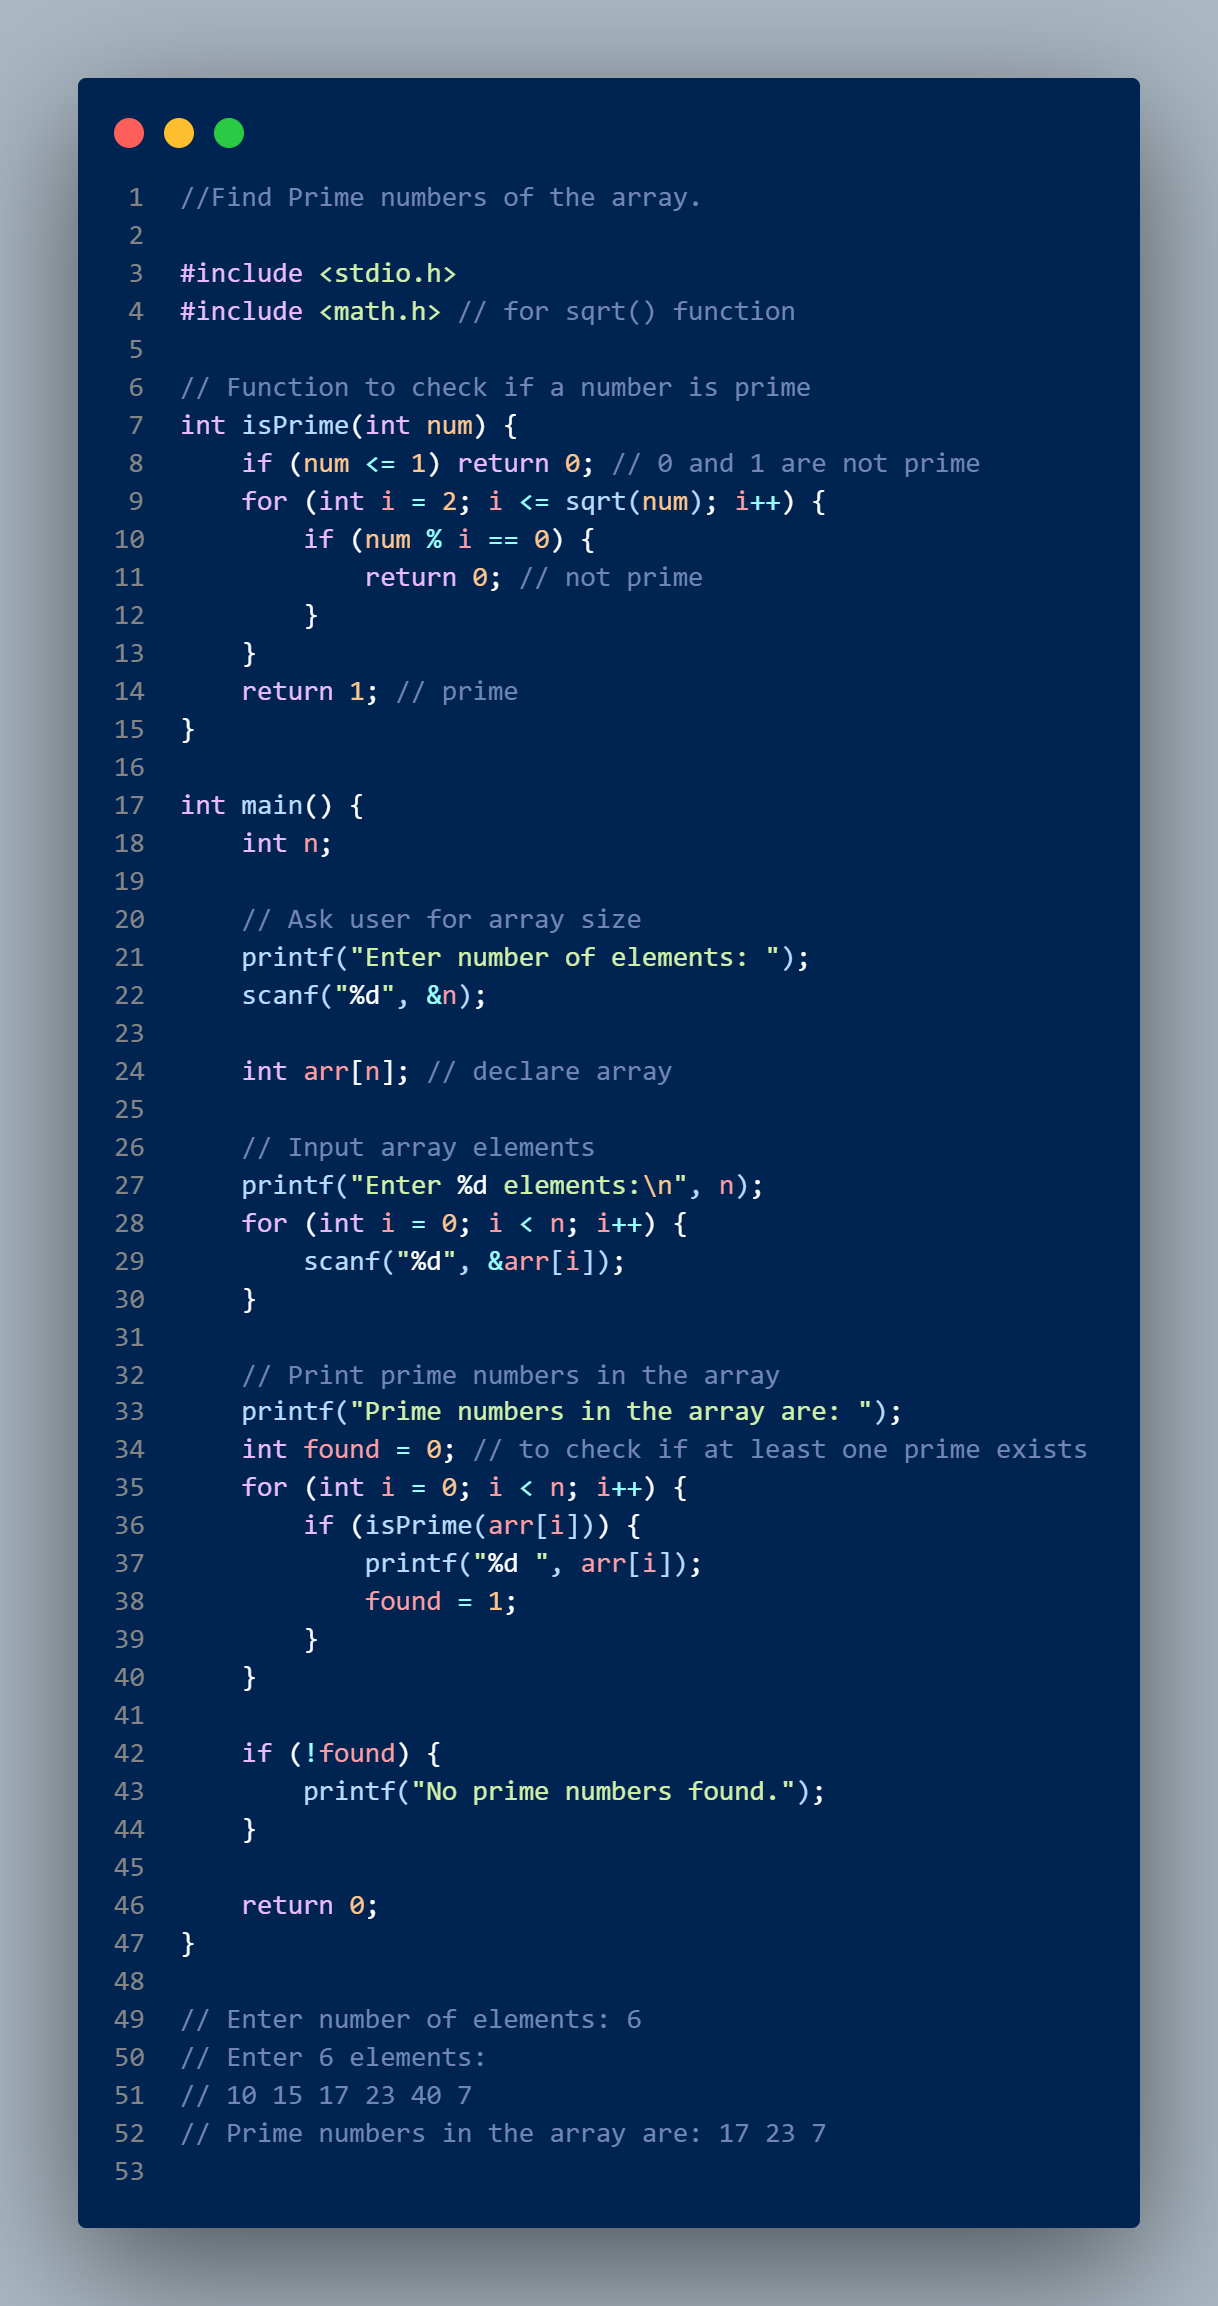 1 //Find Prime numbers of the array.
2
3 #include <stdio.h>
4 #include <math.h> // for sqrt() function
5
6 // Function to check if a number is prime
7 int isPrime(int num) {
8     if (num <= 1) return 0; // 0 and 1 are not prime
9     for (int i = 2; i <= sqrt(num); i++) {
10         if (num % i == 0) {
11             return 0; // not prime
12         }
13     }
14     return 1; // prime
15 }
16
17 int main() {
18     int n;
19
20     // Ask user for array size
21     printf("Enter number of elements: ");
22     scanf("%d", &n);
23
24     int arr[n]; // declare array
25
26     // Input array elements
27     printf("Enter %d elements:\n", n);
28     for (int i = 0; i < n; i++) {
29         scanf("%d", &arr[i]);
30     }
31
32     // Print prime numbers in the array
33     printf("Prime numbers in the array are: ");
34     int found = 0; // to check if at least one prime exists
35     for (int i = 0; i < n; i++) {
36         if (isPrime(arr[i])) {
37             printf("%d ", arr[i]);
38             found = 1;
39         }
40     }
41
42     if (!found) {
43         printf("No prime numbers found.");
44     }
45
46     return 0;
47 }
48
49 // Enter number of elements: 6
50 // Enter 6 elements:
51 // 10 15 17 23 40 7
52 // Prime numbers in the array are: 17 23 7
53